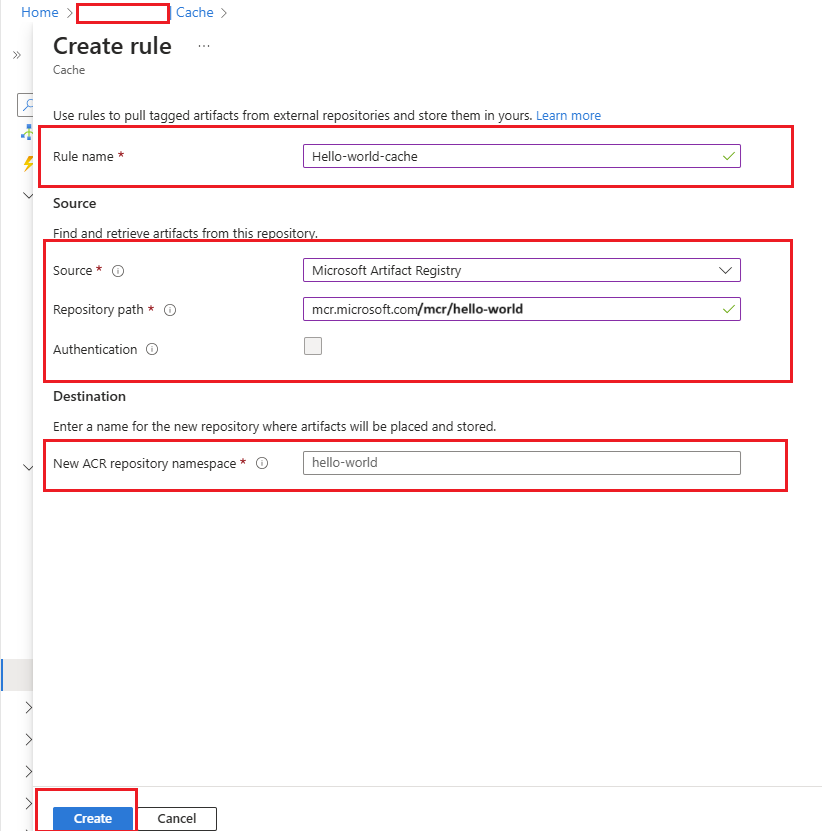 Home > Cache >
Create rule ...
Cache
Use rules to pull tagged artifacts from external repositories and store them in yours. Learn more
Rule name * Hello-world-cache
Source
Find and retrieve artifacts from this repository.
Source * Microsoft Artifact Registry
Repository path * mcr.microsoft.com/mcr/hello-world
Authentication
Destination
Enter a name for the new repository where artifacts will be placed and stored.
New ACR repository namespace * hello-world
Create Cancel